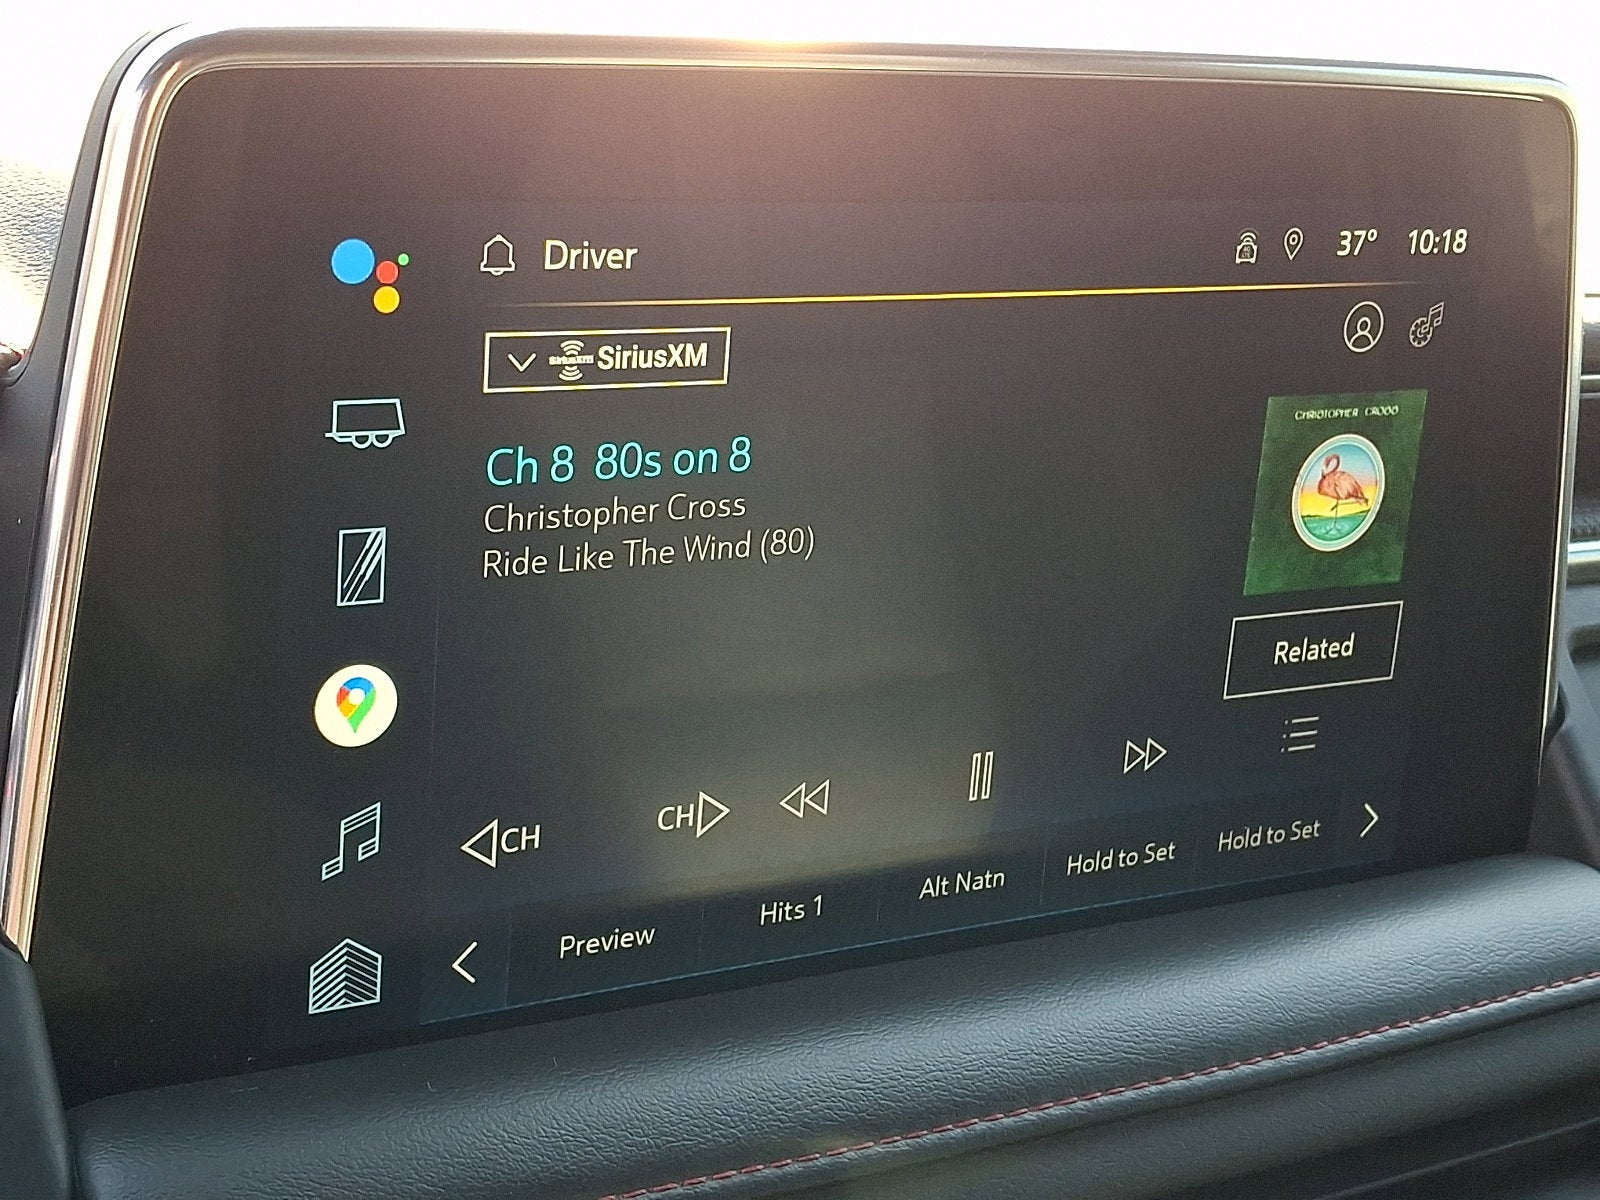 Driver
37° 10:18
SiriusXM
CHRISTOPHER CROSS
Ch 8 80s on 8
Christopher Cross
Ride Like The Wind (80)
Related
CH
CH
Preview
Hits 1
Alt Natn
Hold to Set
Hold to Set